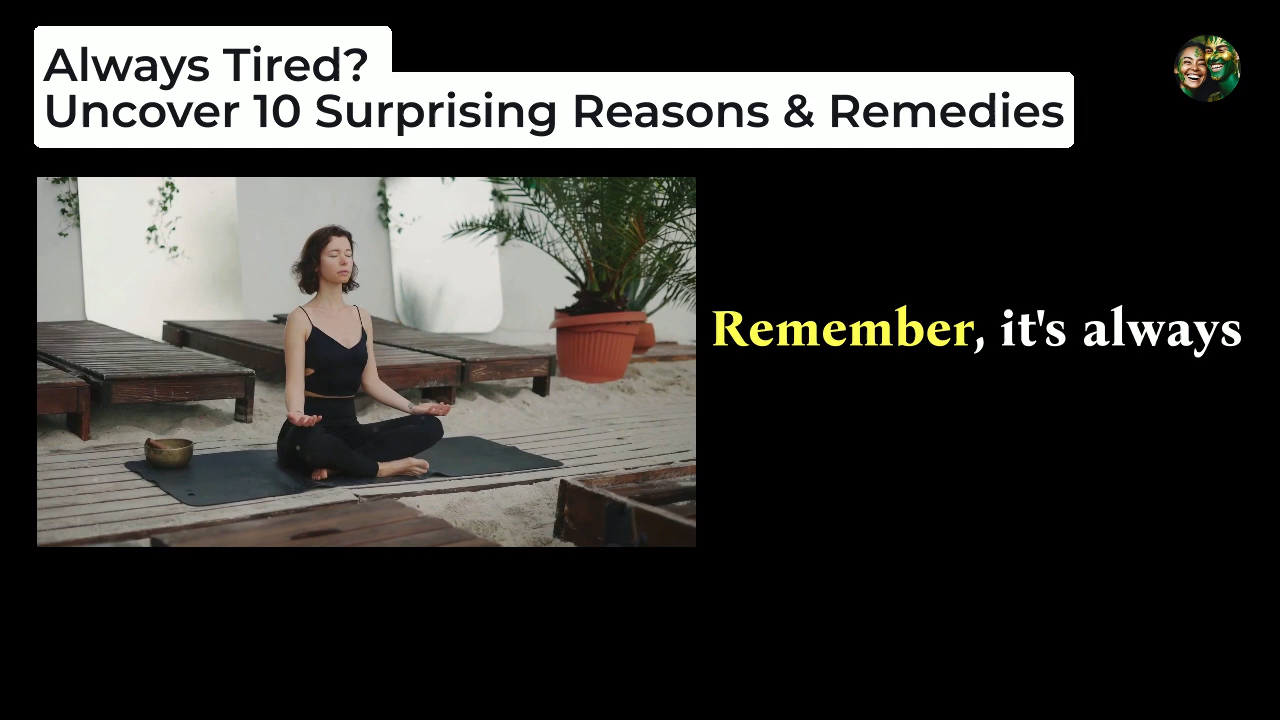 Always Tired?
Uncover 10 Surprising Reasons & Remedies
Remember, it's always